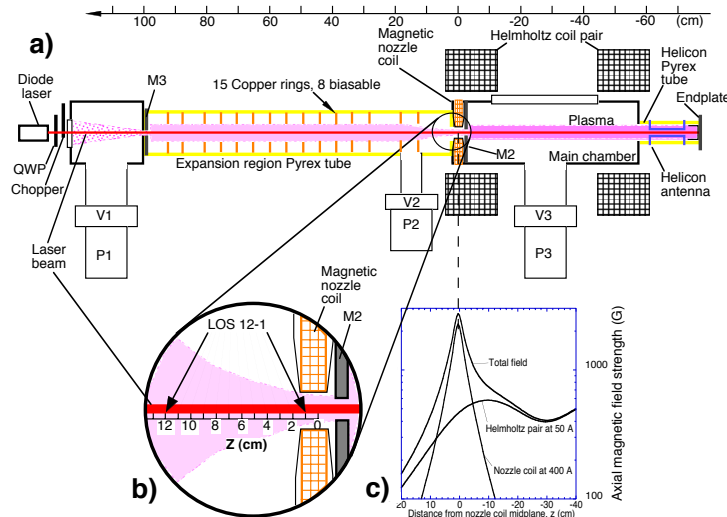 100 80 60 40 20 0 -20 -40 -60 (cm)
a)
Magnetic
nozzle
coil
Helmholtz coil pair
Helicon
Pyrex
tube
Endplate
Diode
laser
M3
15 Copper rings, 8 biasable
Plasma
QWP
Chopper
Expansion region Pyrex tube
M2
Main chamber
Helicon
antenna
V1
V2
V3
P1
P2
P3
Laser
beam
Magnetic
nozzle
coil
M2
LOS 12-1
12 10 8 6 4 2 0
Z (cm)
b)
c)
Total field
Helmholtz pair at 50 A
Nozzle coil at 400 A
1000
100
Axial magnetic field strength (G)
20 10 0 -10 -20 -30 -40
Distance from nozzle coil midplane, z (cm)